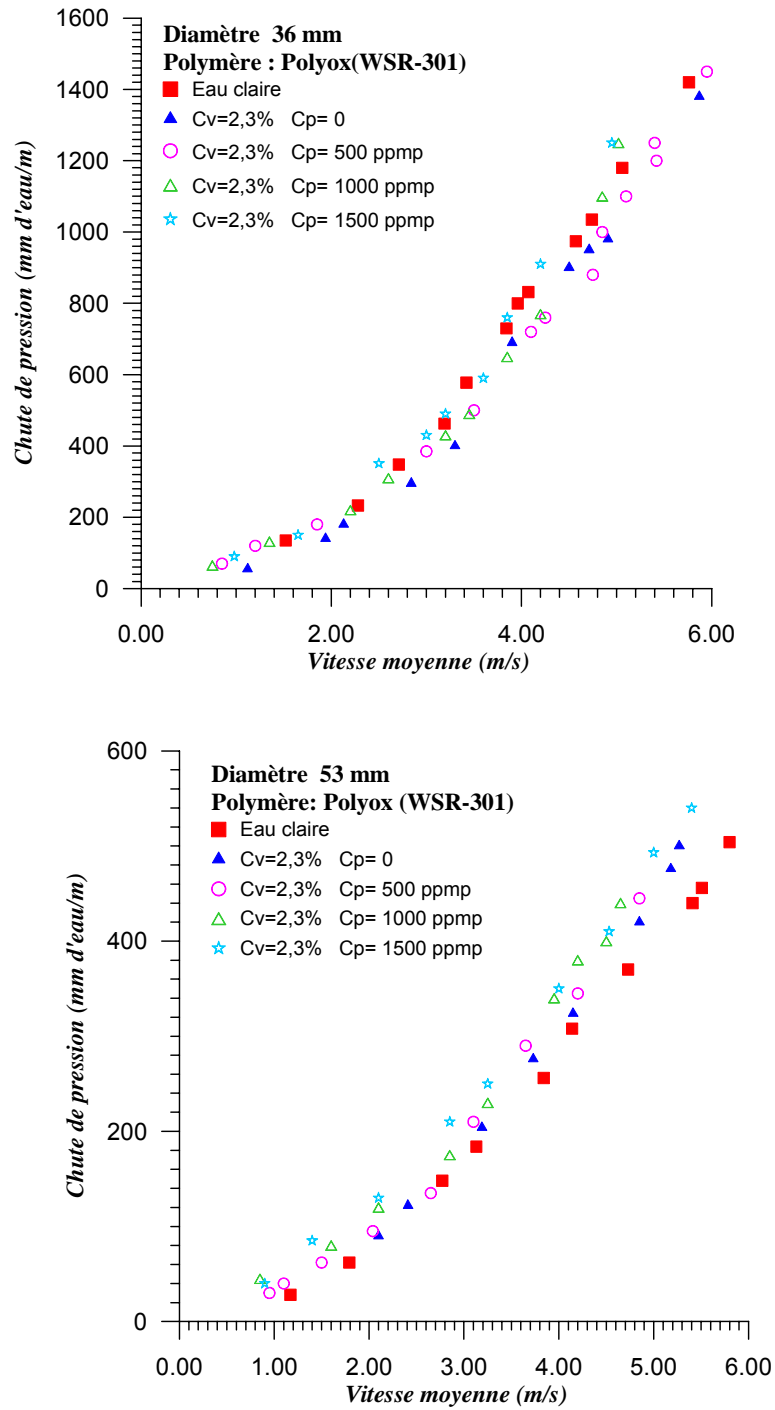 1600
1400
1200
1000
800
600
400
200
0
Chute de pression (mm d'eau/m)
Diamètre 36 mm
Polymère : Polyox(WSR-301)
Eau claire
Cv=2,3% Cp= 0
Cv=2,3% Cp= 500 ppmp
Cv=2,3% Cp= 1000 ppmp
Cv=2,3% Cp= 1500 ppmp
0.00 2.00 4.00 6.00
Vitesse moyenne (m/s)
600
400
200
0
Chute de pression (mm d'eau/m)
Diamètre 53 mm
Polymère: Polyox (WSR-301)
Eau claire
Cv=2,3% Cp= 0
Cv=2,3% Cp= 500 ppmp
Cv=2,3% Cp= 1000 ppmp
Cv=2,3% Cp= 1500 ppmp
0.00 1.00 2.00 3.00 4.00 5.00 6.00
Vitesse moyenne (m/s)